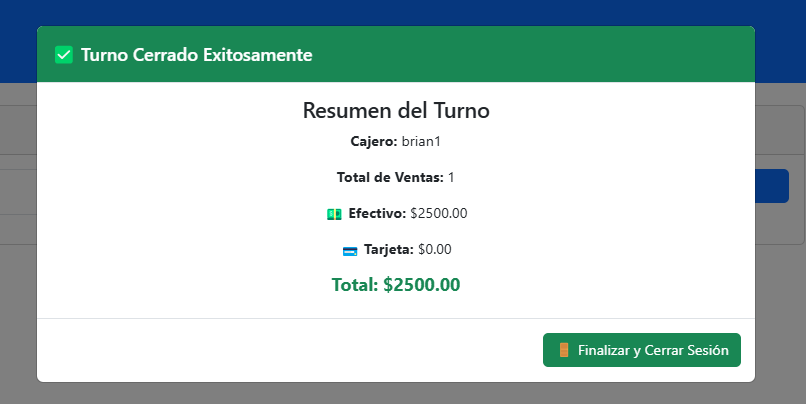 Turno Cerrado Exitosamente
Resumen del Turno
Cajero: brian1
Total de Ventas: 1
Efectivo: $2500.00
Tarjeta: $0.00
Total: $2500.00
Finalizar y Cerrar Sesión